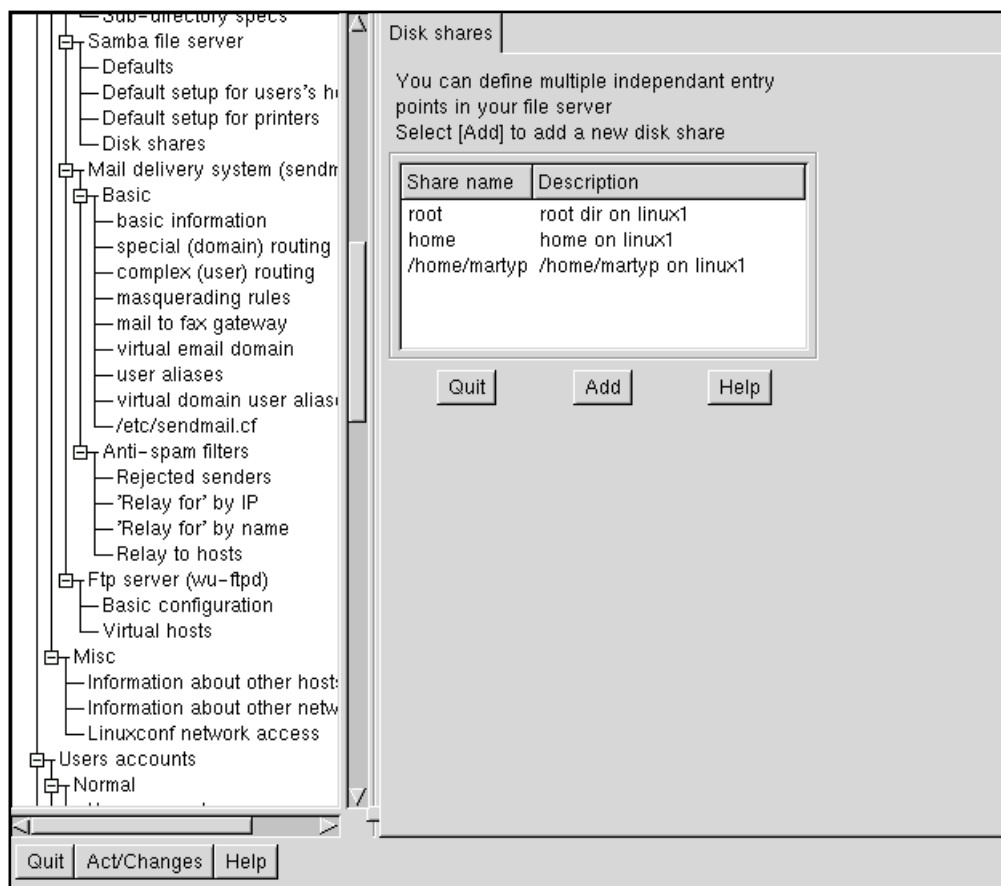 Sub-directory specs
Samba file server
Defaults
Default setup for users's h
Default setup for printers
Disk shares
Mail delivery system (sendm
Basic
basic information
special (domain) routing
complex (user) routing
masquerading rules
mail to fax gateway
virtual email domain
user aliases
virtual domain user alias
/etc/sendmail.cf
Anti-spam filters
Rejected senders
'Relay for' by IP
'Relay for' by name
Relay to hosts
Ftp server (wu-ftpd)
Basic configuration
Virtual hosts
Misc
Information about other host
Information about other netw
Linuxconf network access
Users accounts
Normal
Quit Act/Changes Help
Disk shares
You can define multiple independant entry
points in your file server
Select [Add] to add a new disk share
Share name Description
root root dir on linux1
home home on linux1
/home/martyp /home/martyp on linux1
Quit Add Help